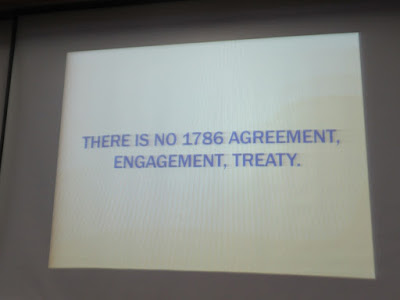 THERE IS NO 1786 AGREEMENT,
ENGAGEMENT, TREATY.